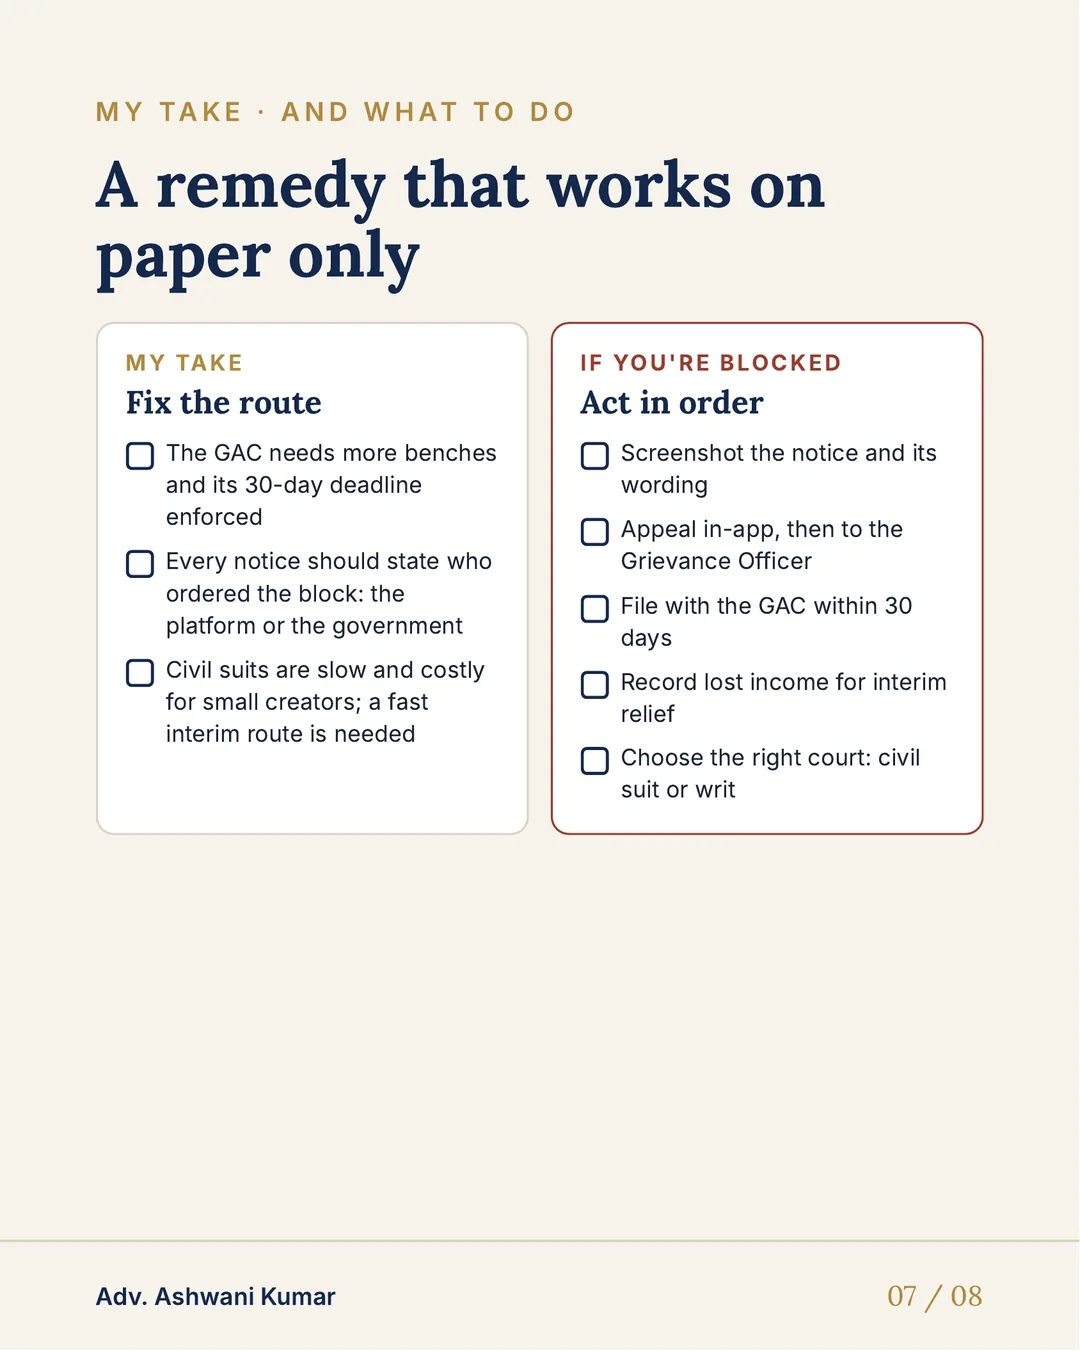 MY TAKE · AND WHAT TO DO
A remedy that works on
paper only
MY TAKE
Fix the route
The GAC needs more benches
and its 30-day deadline
enforced
Every notice should state who
ordered the block: the
platform or the government
Civil suits are slow and costly
for small creators; a fast
interim route is needed
IF YOU'RE BLOCKED
Act in order
Screenshot the notice and its
wording
Appeal in-app, then to the
Grievance Officer
File with the GAC within 30
days
Record lost income for interim
relief
Choose the right court: civil
suit or writ
Adv. Ashwani Kumar
07 / 08